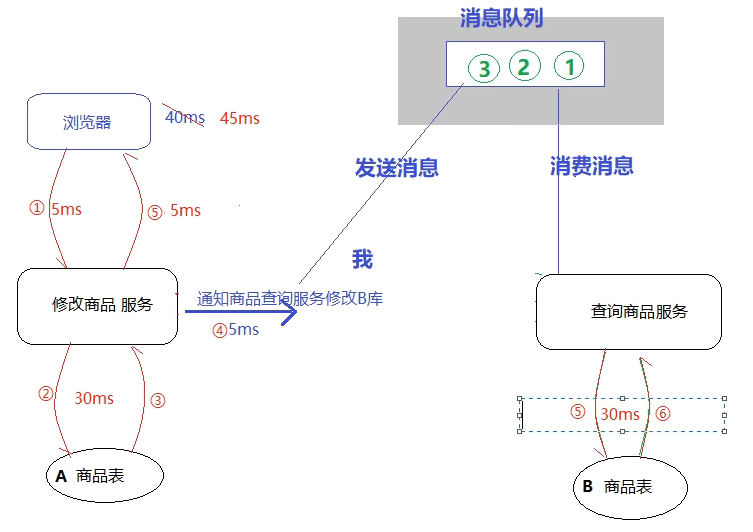 消息队列
③ ② ①
浏览器
40ms 45ms
发送消息
消费消息
① 5ms
⑤ 5ms
我
修改商品 服务
通知商品查询服务修改B库
④5ms
查询商品服务
② 30ms ③
⑤ 30ms ⑥
A 商品表
B 商品表